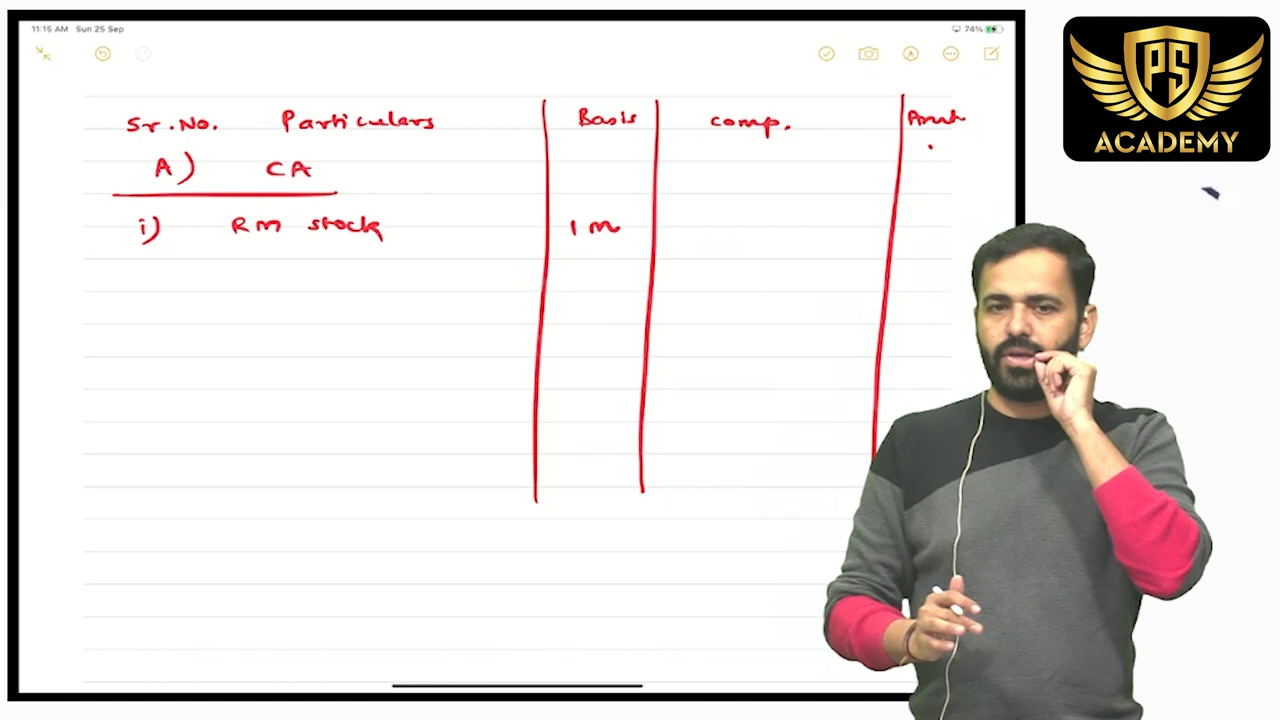 11:15 AM Sun 25 Sep
74%
PS
ACADEMY
Sr.No. Particulars Basis comp. Amt
A) CA
i) RM stock 1 m